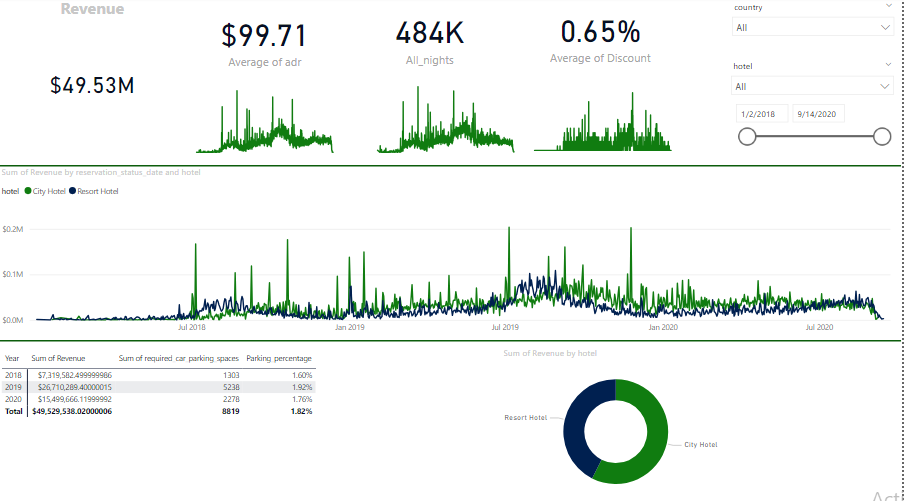 Revenue
$49.53M
$99.71
Average of adr
484K
All_nights
0.65%
Average of Discount
country
All
hotel
All
1/2/2018 9/14/2020
Sum of Revenue by reservation_status_date and hotel
hotel City Hotel Resort Hotel
$0.2M
$0.1M
$0.0M
Jul 2018 Jan 2019 Jul 2019 Jan 2020 Jul 2020
Year Sum of Revenue Sum of required_car_parking_spaces Parking_percentage
2018 $7,319,582.499999986 1303 1.60%
2019 $26,710,289.4000015 5238 1.92%
2020 $15,499,666.11999992 2278 1.76%
Total $49,529,538.02000006 8819 1.82%
Sum of Revenue by hotel
Resort Hotel
City Hotel